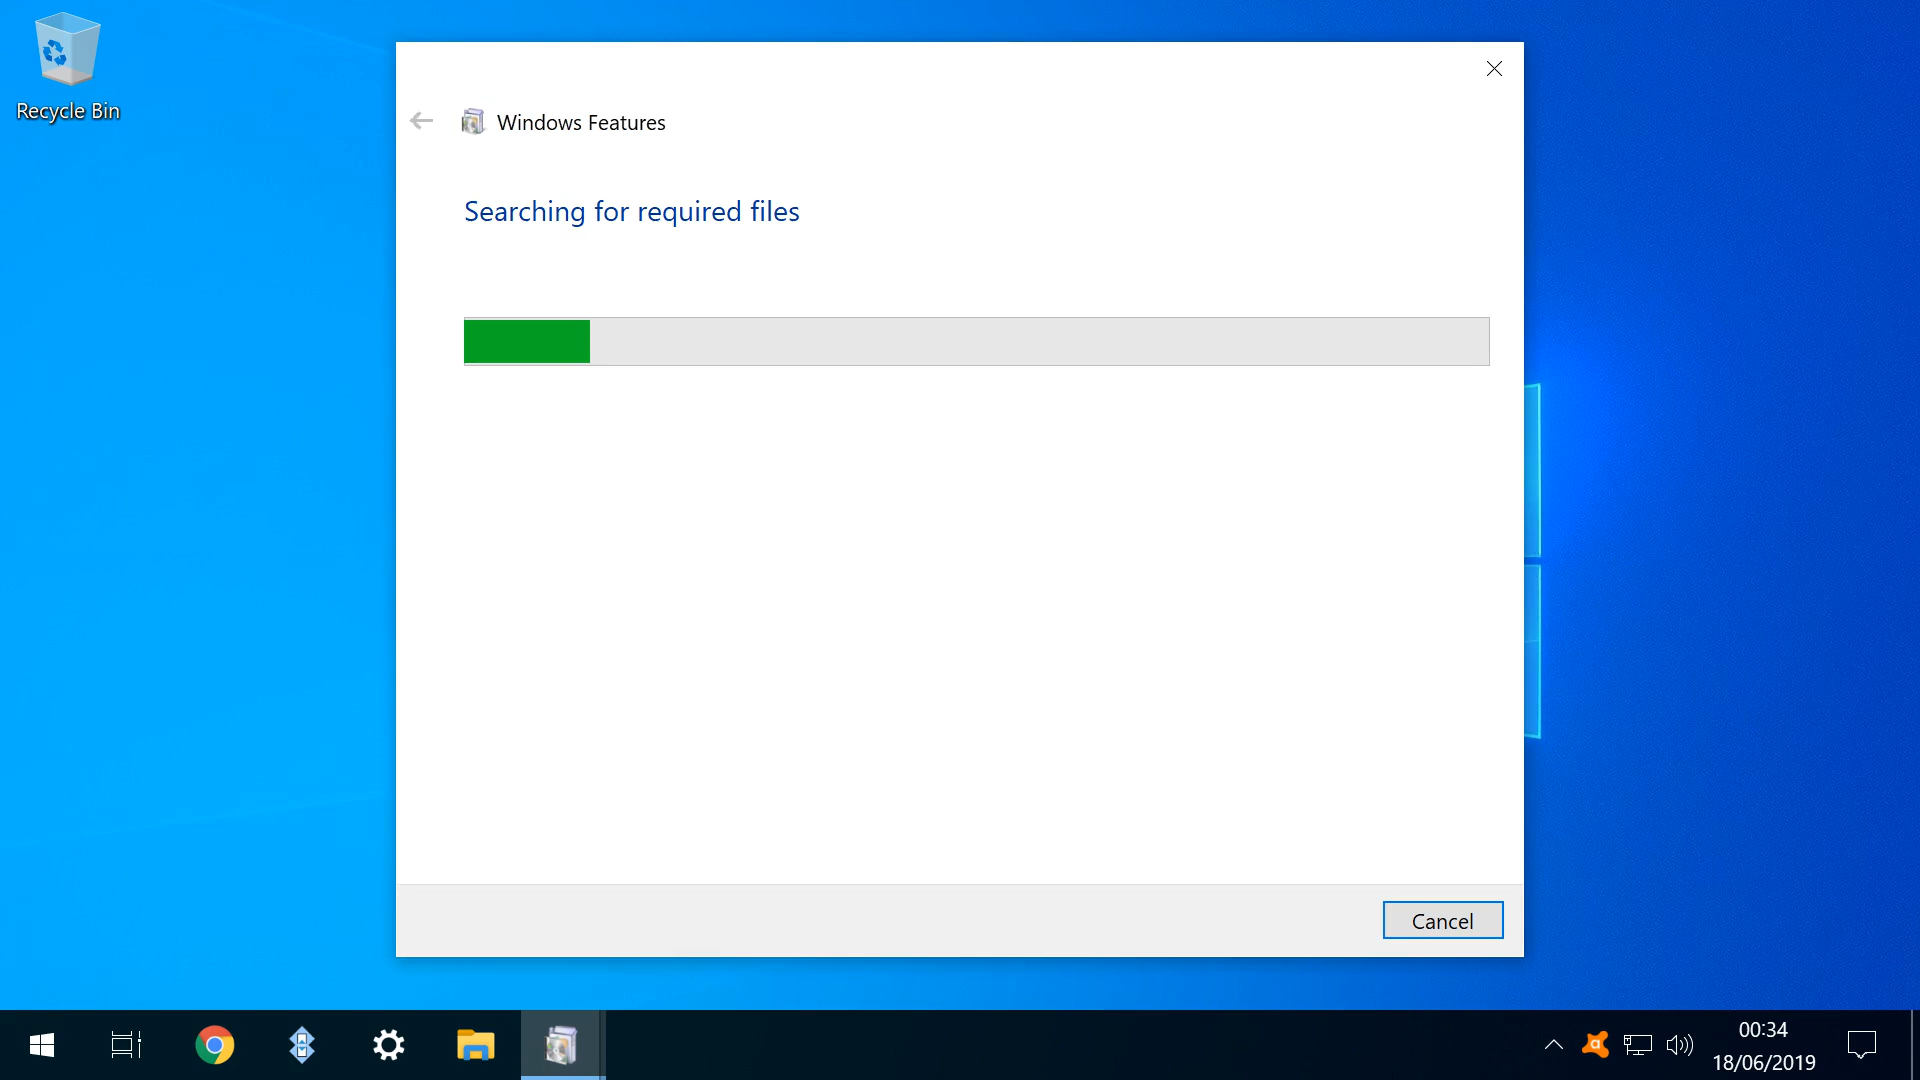 Recycle Bin
Windows Features
Searching for required files
Cancel
00:34
18/06/2019